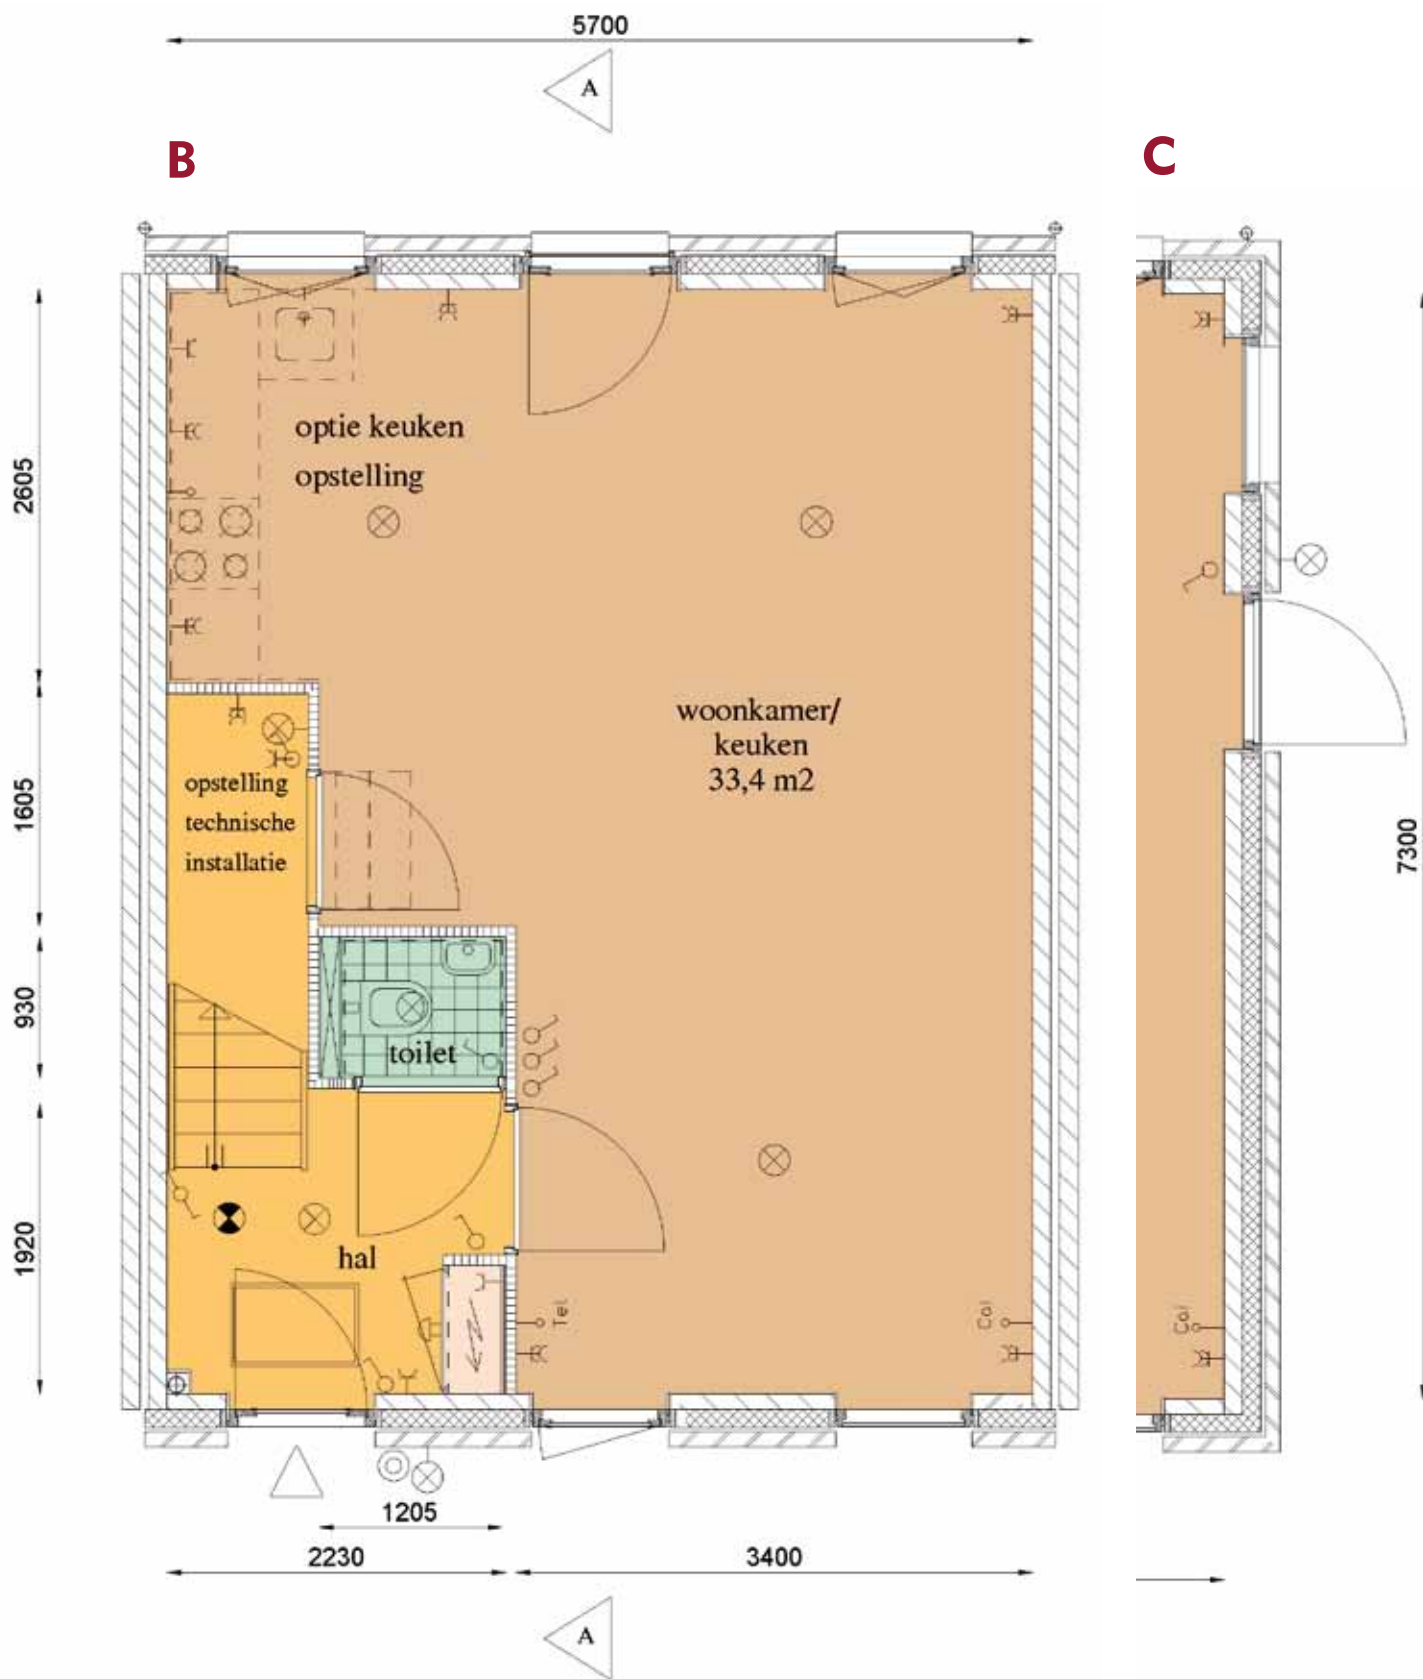 5700
A
B
C
optie keuken
opstelling
2605
woonkamer/
keuken
33,4 m2
opstelling
technische
installatie
1605
7300
930
toilet
1920
hal
Tel
Cai
Cai
1205
2230
3400
A